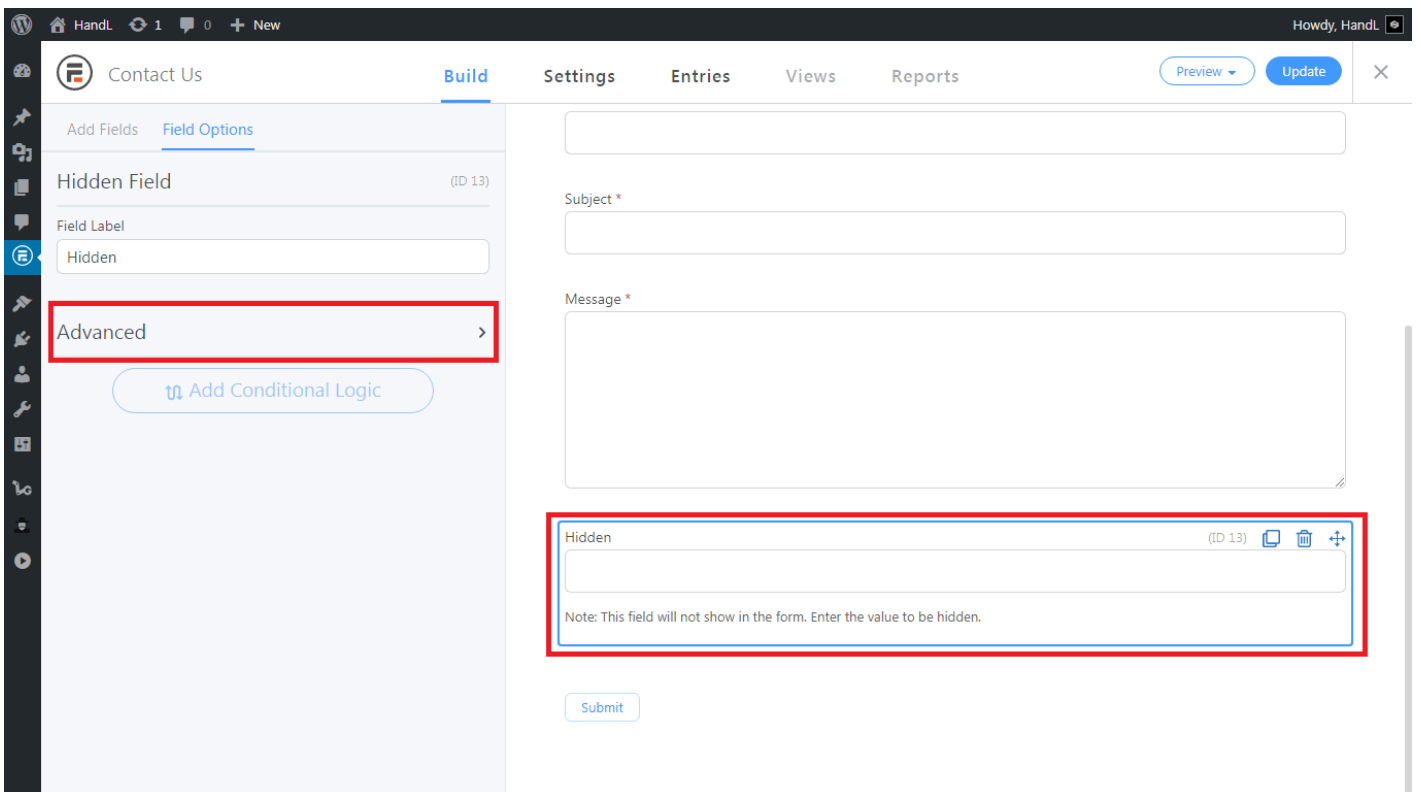 HandL 1 0 New
Howdy, HandL
Contact Us
Build Settings Entries Views Reports
Preview Update
Add Fields Field Options
Hidden Field (ID 13)
Field Label
Hidden
Advanced
Add Conditional Logic
Subject *
Message *
Hidden (ID 13)
Note: This field will not show in the form. Enter the value to be hidden.
Submit